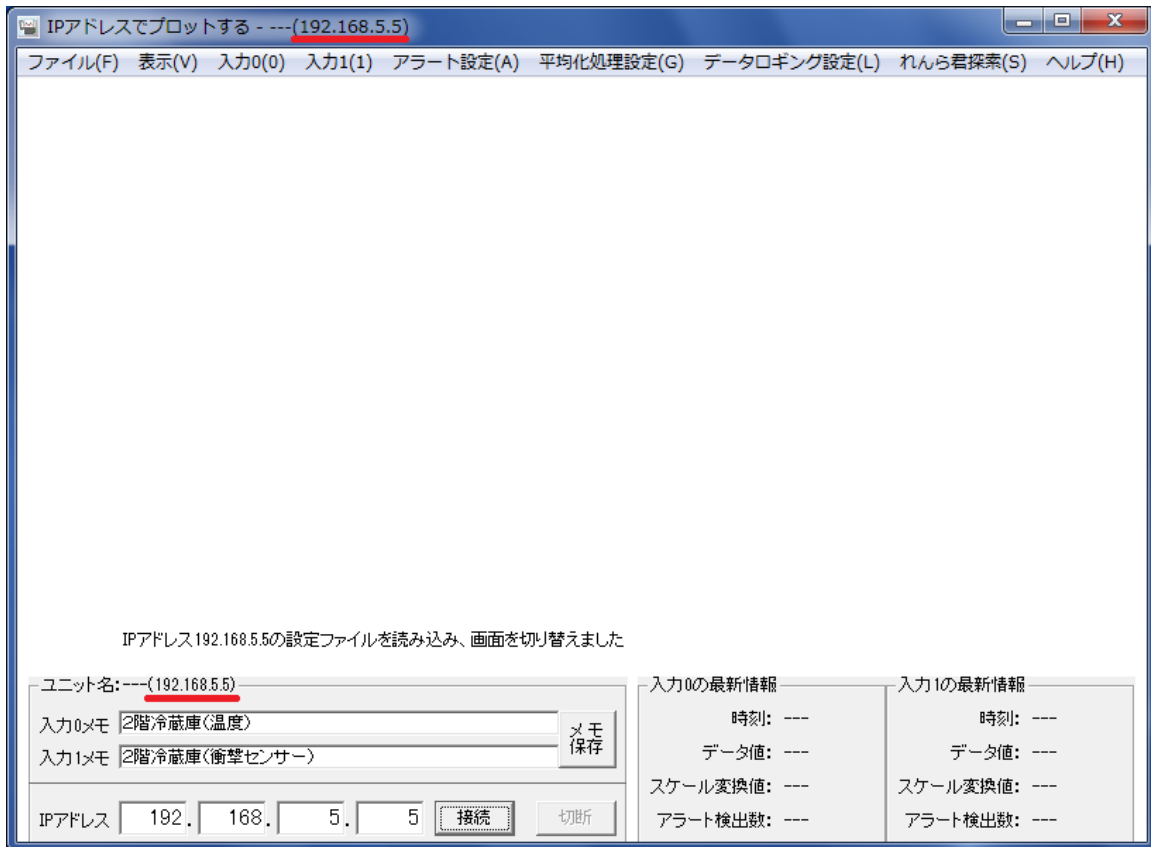 IPアドレスでプロットする - ---(192.168.5.5)
ファイル(F) 表示(V) 入力0(0) 入力1(1) アラート設定(A) 平均化処理設定(G) データロギング設定(L) れんら君探索(S) ヘルプ(H)
IPアドレス192.168.5.5の設定ファイルを読み込み、画面を切り替えました
ユニット名:---(192.168.5.5)
入力0メモ 2階冷蔵庫(温度)
入力1メモ 2階冷蔵庫(衝撃センサー)
メモ
保存
IPアドレス 192. 168. 5. 5 接続 切断
入力0の最新情報
時刻: ---
データ値: ---
スケール変換値: ---
アラート検出数: ---
入力1の最新情報
時刻: ---
データ値: ---
スケール変換値: ---
アラート検出数: ---